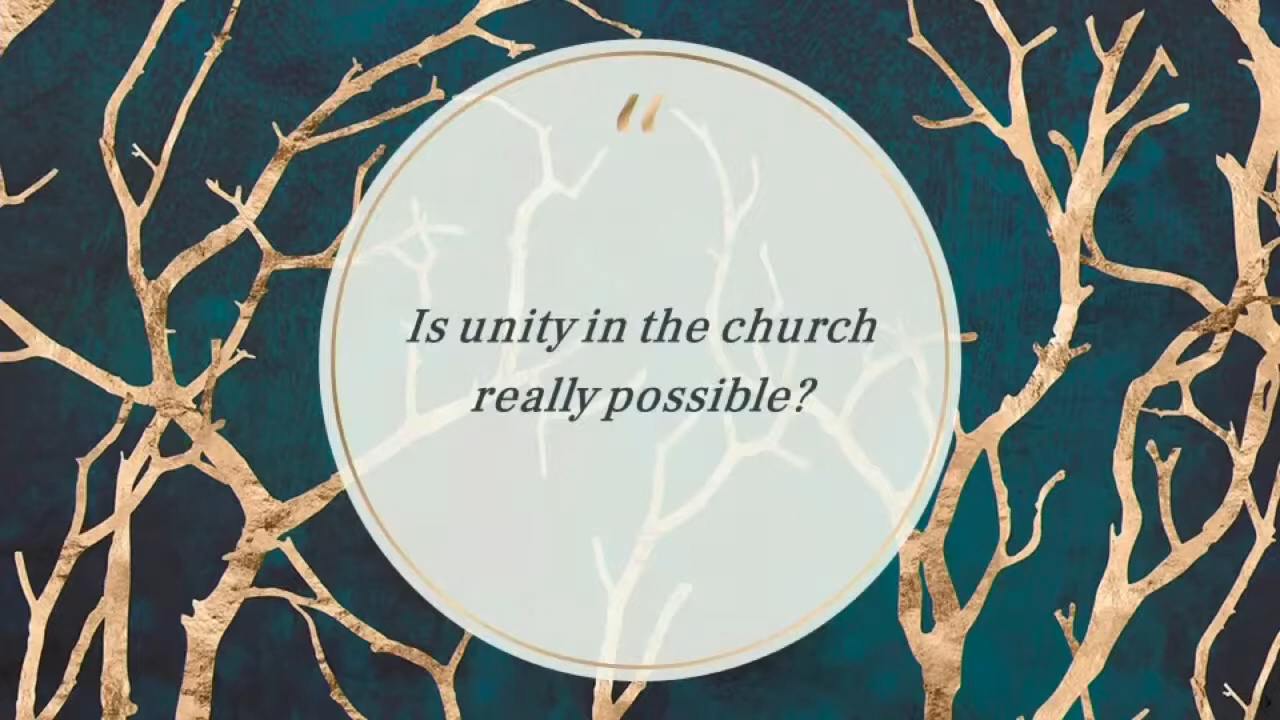 “
Is unity in the church
really possible?